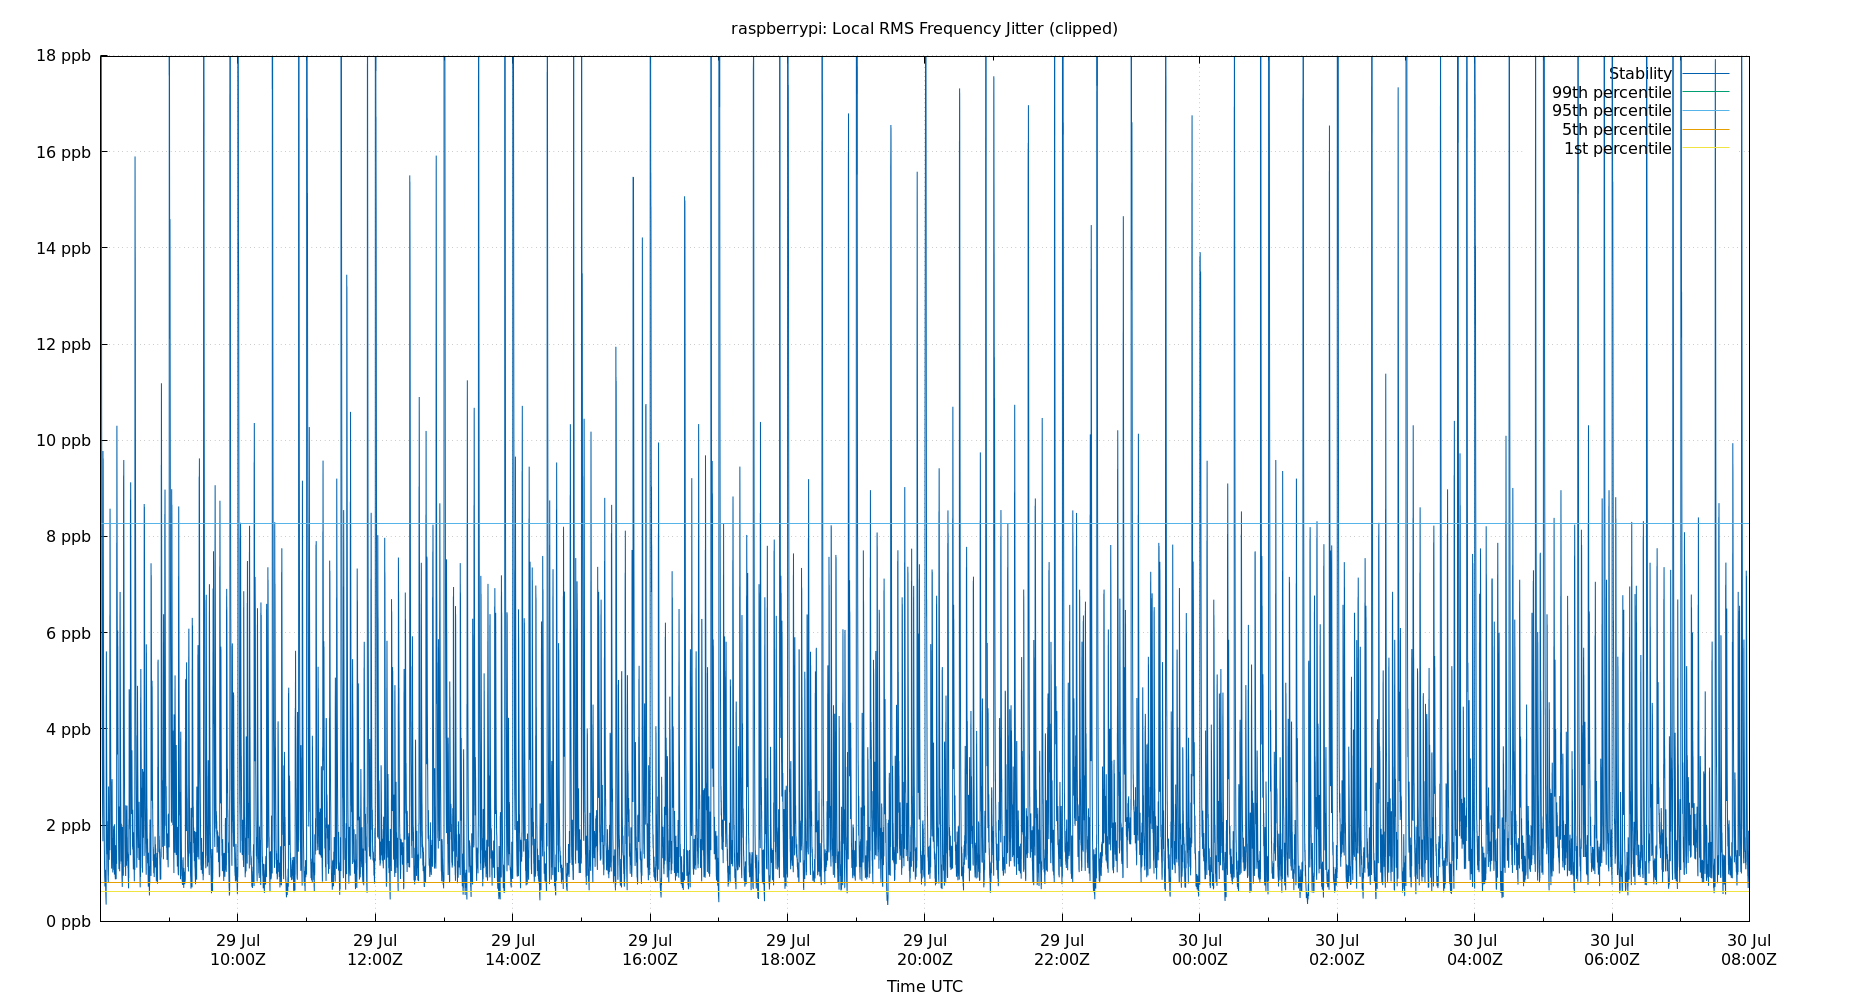 raspberrypi: Local RMS Frequency Jitter (clipped)
18 ppb
16 ppb
14 ppb
12 ppb
10 ppb
8 ppb
6 ppb
4 ppb
2 ppb
0 ppb
Stability
99th percentile
95th percentile
5th percentile
1st percentile
29 Jul 29 Jul 29 Jul 29 Jul 29 Jul 29 Jul 29 Jul 30 Jul 30 Jul 30 Jul 30 Jul 30 Jul
10:00Z 12:00Z 14:00Z 16:00Z 18:00Z 20:00Z 22:00Z 00:00Z 02:00Z 04:00Z 06:00Z 08:00Z
Time UTC